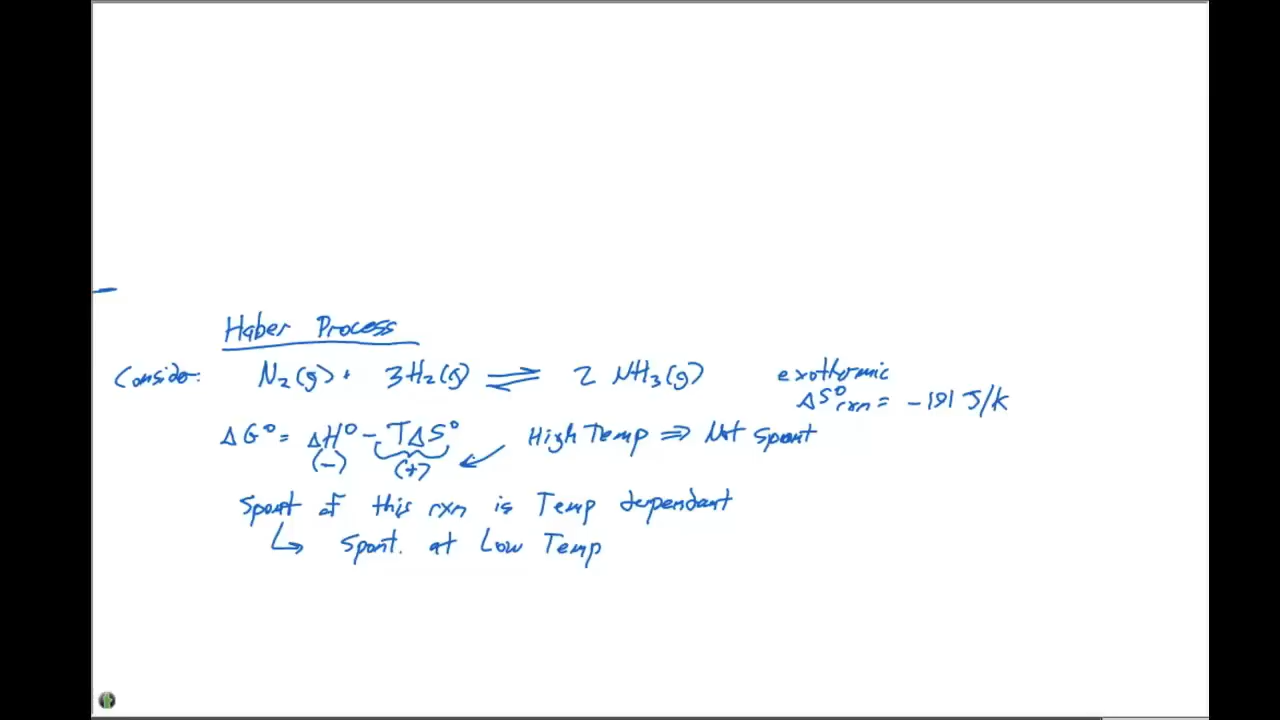 Haber Process
Consider: N₂(g) + 3H₂(g) ⇌ 2 NH₃(g) exothermic
ΔS°rxn = -191 J/K
ΔG° = ΔH° - TΔS° High Temp ⇒ Not spont
(-) (+)
Spont of this rxn is Temp dependant
↳ Spont. at Low Temp